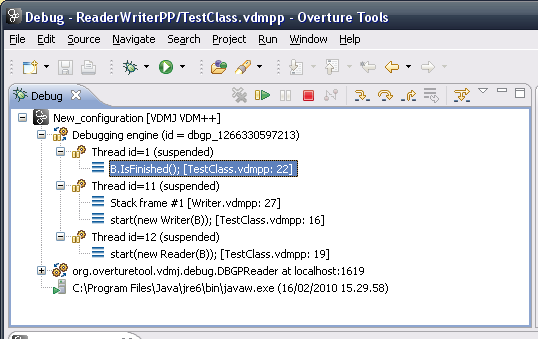 Debug - ReaderWriterPP/TestClass.vdmpp - Overture Tools
File Edit Source Navigate Search Project Run Window Help
Debug
New_configuration [VDMJ VDM++]
Debugging engine (id = dbgp_1266330597213)
Thread id=1 (suspended)
B.IsFinished(); [TestClass.vdmpp: 22]
Thread id=11 (suspended)
Stack frame #1 [Writer.vdmpp: 27]
start(new Writer(B)); [TestClass.vdmpp: 16]
Thread id=12 (suspended)
start(new Reader(B)); [TestClass.vdmpp: 19]
org.overturetool.vdmj.debug.DBGPReader at localhost:1619
C:\Program Files\Java\jre6\bin\javaw.exe (16/02/2010 15.29.58)